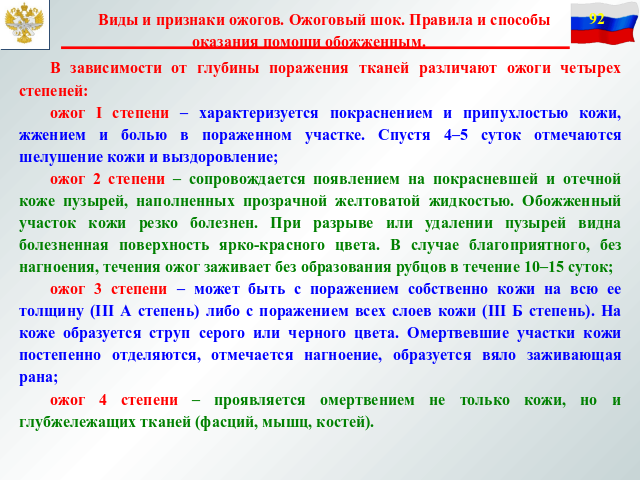 Виды и признаки ожогов. Ожоговый шок. Правила и способы
оказания помощи обожженным.
92
В зависимости от глубины поражения тканей различают ожоги четырех
степеней:
ожог I степени – характеризуется покраснением и припухлостью кожи,
жжением и болью в пораженном участке. Спустя 4–5 суток отмечаются
шелушение кожи и выздоровление;
ожог 2 степени – сопровождается появлением на покрасневшей и отечной
коже пузырей, наполненных прозрачной желтоватой жидкостью. Обожженный
участок кожи резко болезнен. При разрыве или удалении пузырей видна
болезненная поверхность ярко-красного цвета. В случае благоприятного, без
нагноения, течения ожог заживает без образования рубцов в течение 10–15 суток;
ожог 3 степени – может быть с поражением собственно кожи на всю ее
толщину (III А степень) либо с поражением всех слоев кожи (III Б степень). На
коже образуется струп серого или черного цвета. Омертвевшие участки кожи
постепенно отделяются, отмечается нагноение, образуется вяло заживающая
рана;
ожог 4 степени – проявляется омертвением не только кожи, но и
глубжележащих тканей (фасций, мышц, костей).